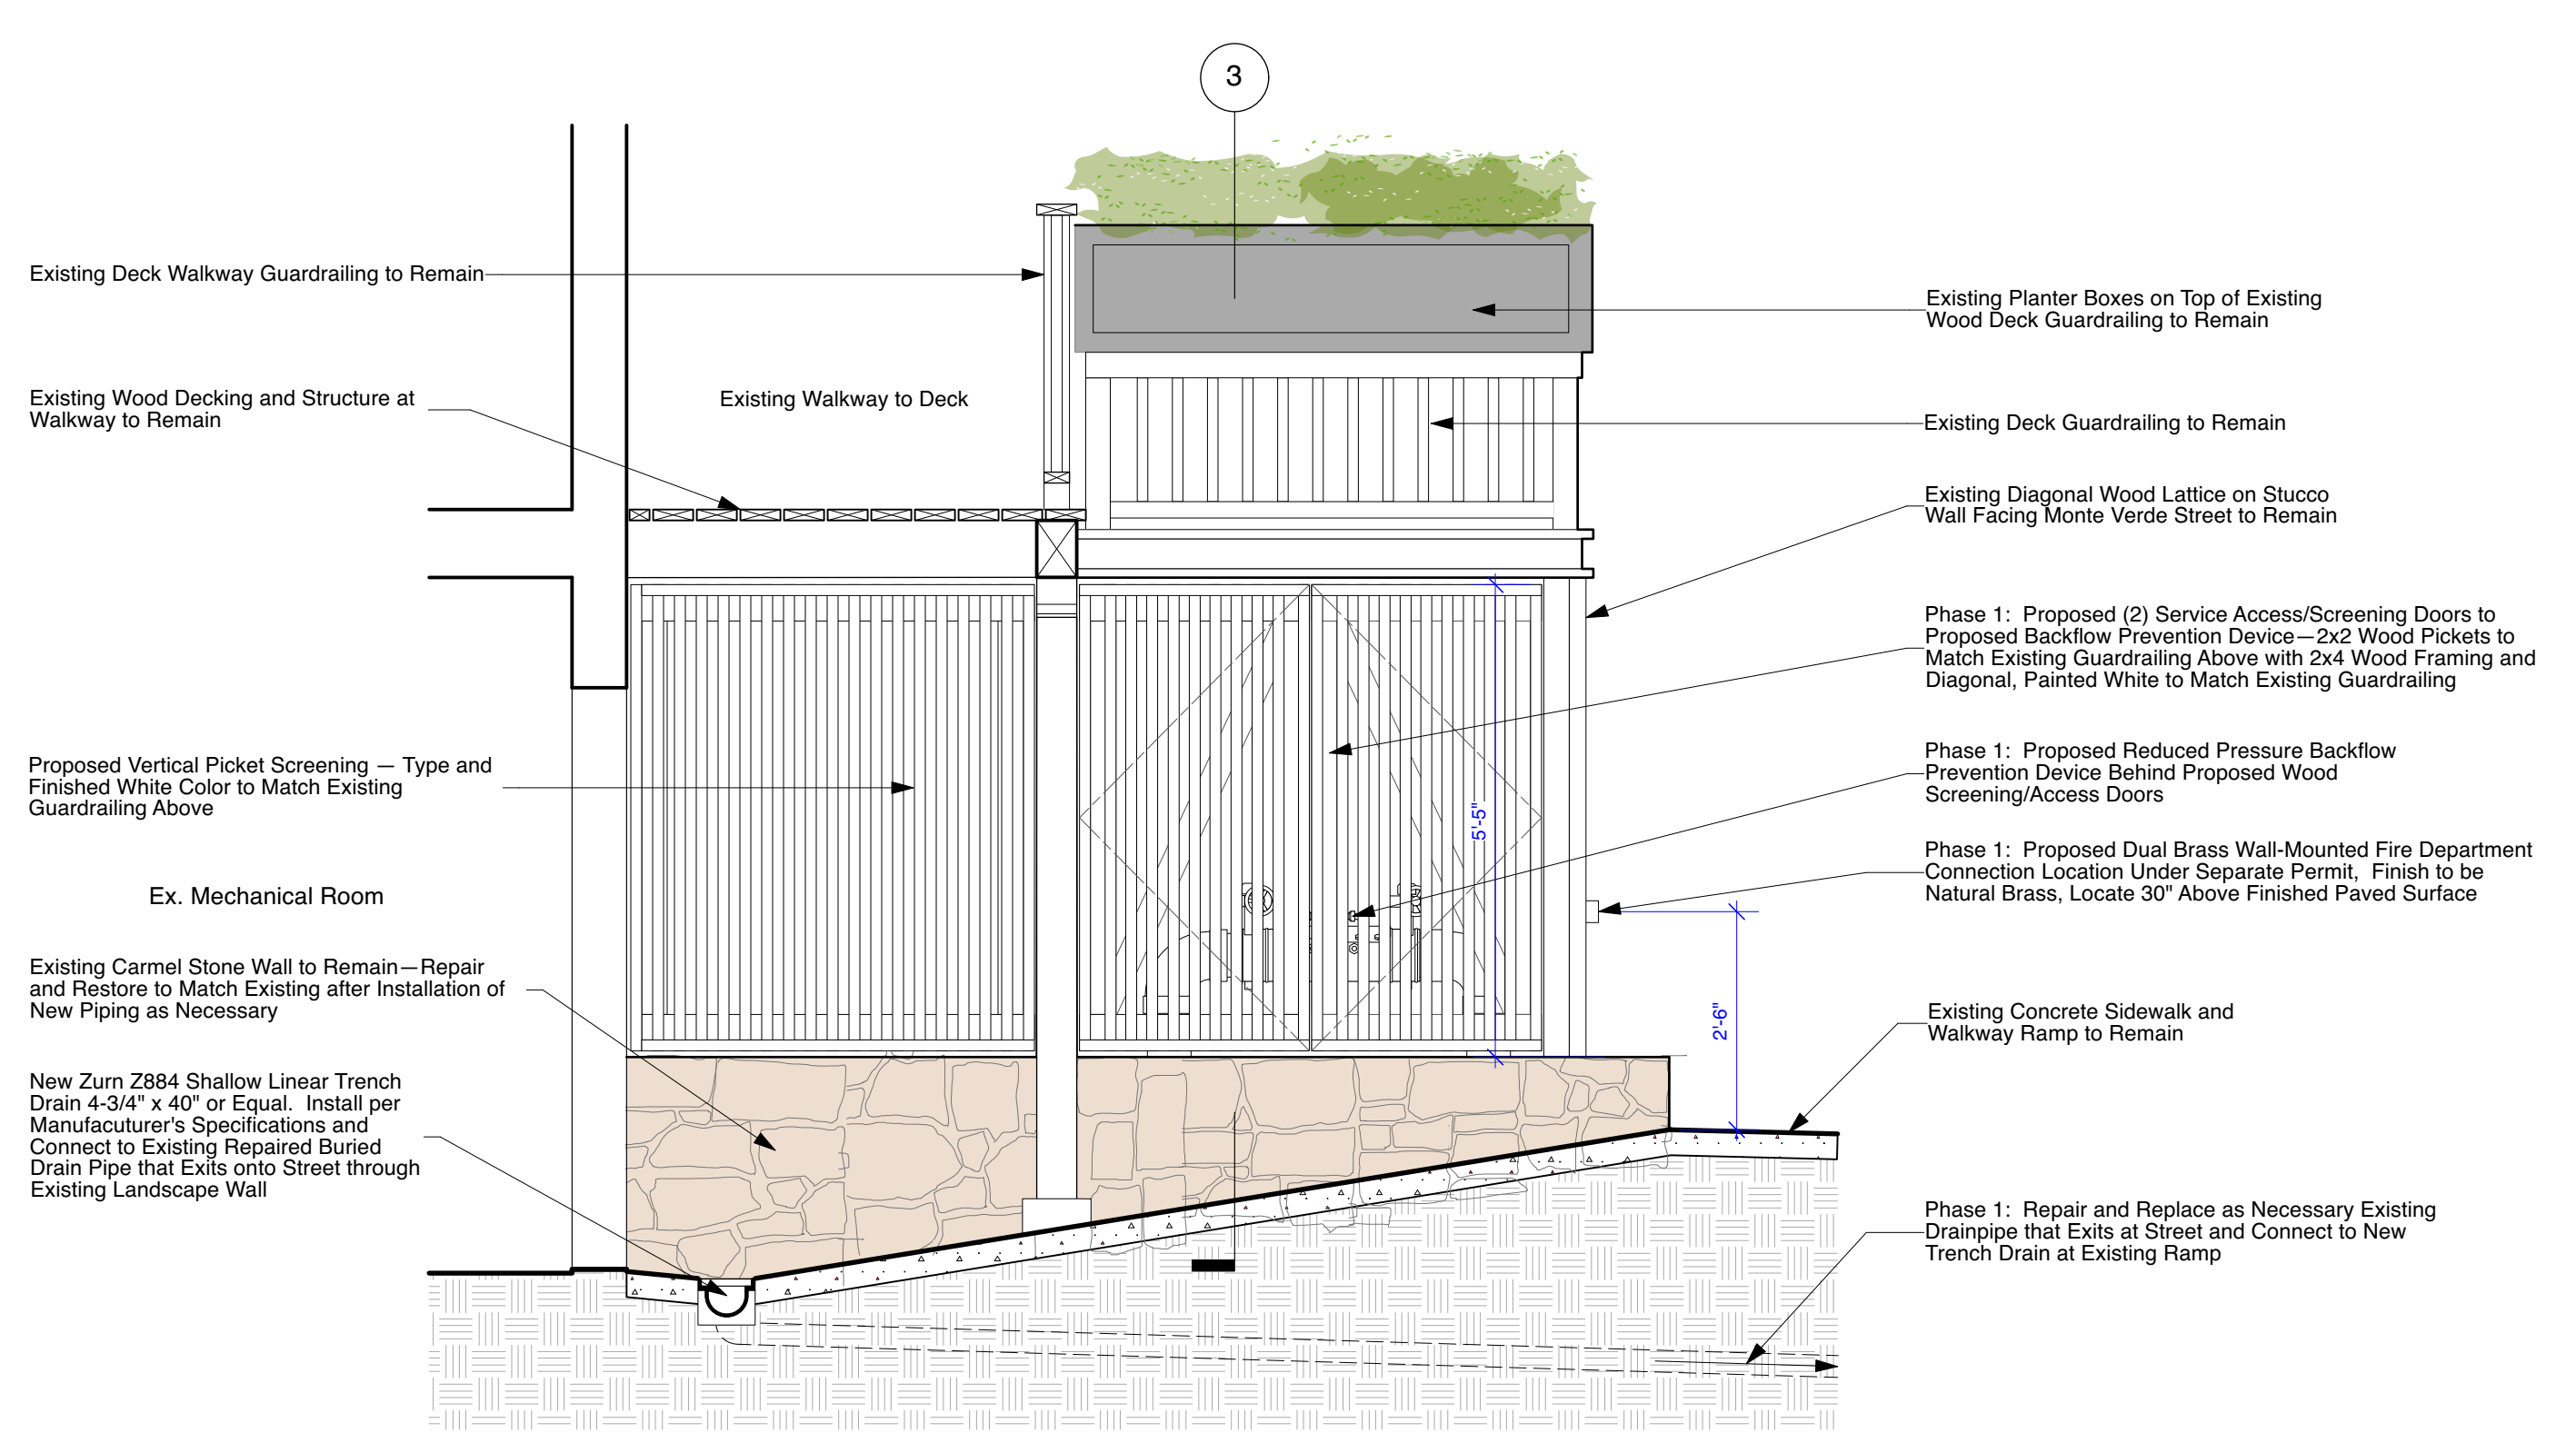 3
Existing Deck Walkway Guardrailing to Remain
Existing Planter Boxes on Top of Existing
Wood Deck Guardrailing to Remain
Existing Wood Decking and Structure at
Walkway to Remain
Existing Walkway to Deck
Existing Deck Guardrailing to Remain
Existing Diagonal Wood Lattice on Stucco
Wall Facing Monte Verde Street to Remain
Phase 1:  Proposed (2) Service Access/Screening Doors to
Proposed Backflow Prevention Device—2x2 Wood Pickets to
Match Existing Guardrailing Above with 2x4 Wood Framing and
Diagonal, Painted White to Match Existing Guardrailing
Proposed Vertical Picket Screening — Type and
Finished White Color to Match Existing
Guardrailing Above
5'-5"
Phase 1:  Proposed Reduced Pressure Backflow
Prevention Device Behind Proposed Wood
Screening/Access Doors
Ex. Mechanical Room
Phase 1:  Proposed Dual Brass Wall-Mounted Fire Department
Connection Location Under Separate Permit,  Finish to be
Natural Brass, Locate 30" Above Finished Paved Surface
Existing Carmel Stone Wall to Remain—Repair
and Restore to Match Existing after Installation of
New Piping as Necessary
2'-6"
Existing Concrete Sidewalk and
Walkway Ramp to Remain
New Zurn Z884 Shallow Linear Trench
Drain 4-3/4" x 40" or Equal.  Install per
Manufacuturer's Specifications and
Connect to Existing Repaired Buried
Drain Pipe that Exits onto Street through
Existing Landscape Wall
Phase 1:  Repair and Replace as Necessary Existing
Drainpipe that Exits at Street and Connect to New
Trench Drain at Existing Ramp